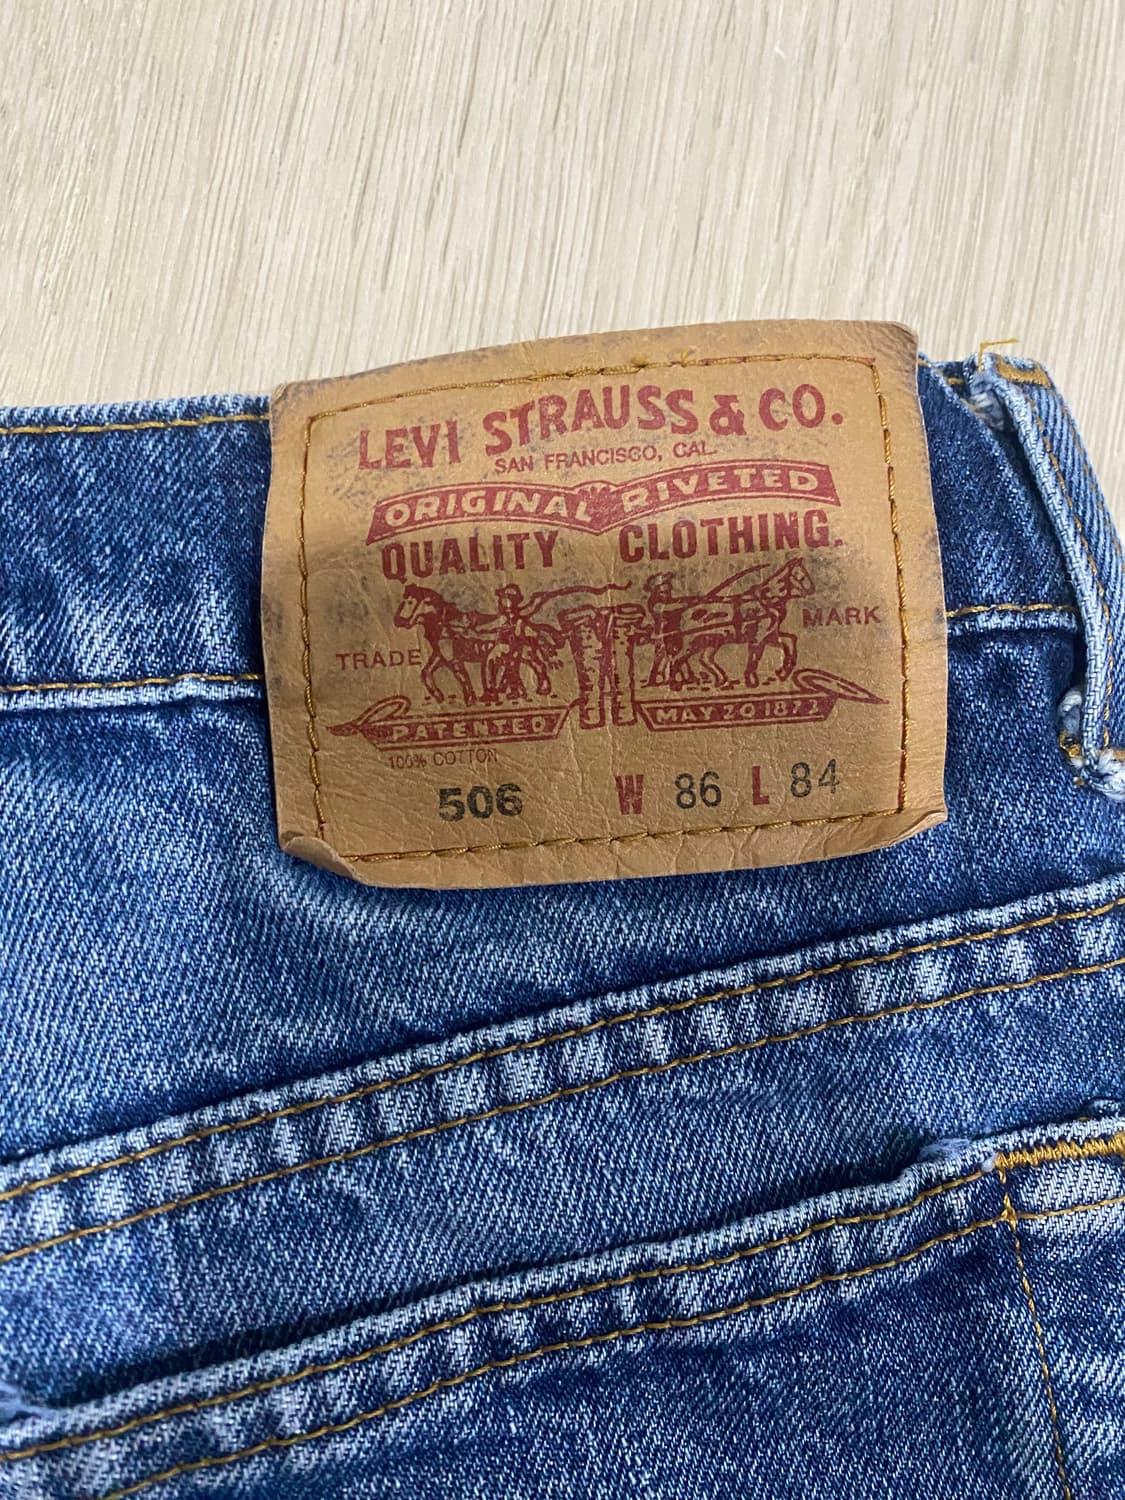 LEVI STRAUSS & CO.
SAN FRANCISCO, CAL.
ORIGINAL RIVETED
QUALITY CLOTHING.
TRADE MARK
PATENTED MAY 20 1873
100% COTTON
506 W 86 L 84